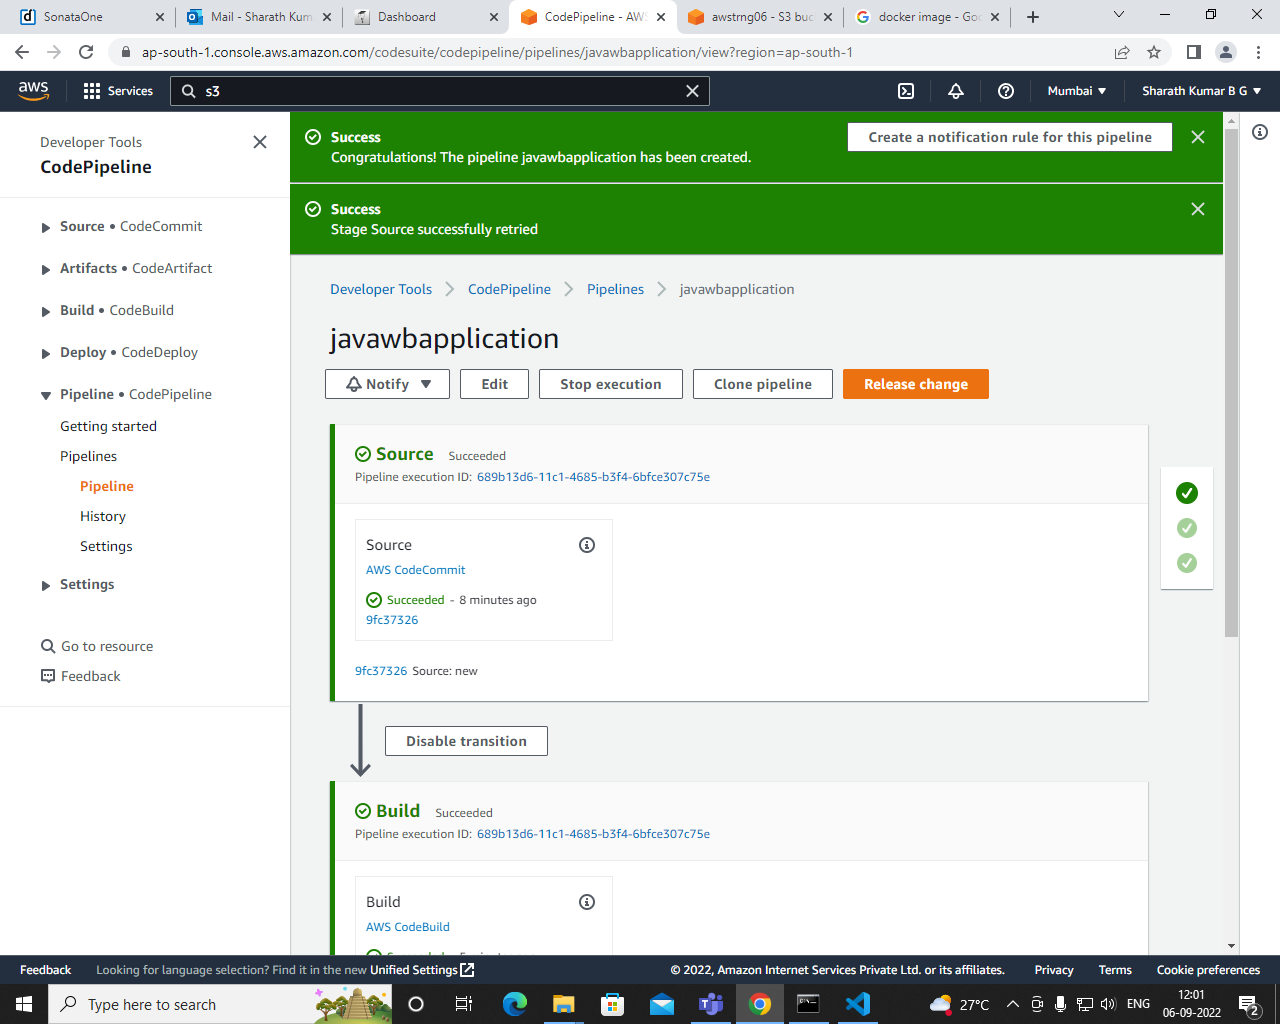 SonataOne
Mail - Sharath Kum
Dashboard
CodePipeline - AWS
awstrng06 - S3 buc
docker image - Goo
ap-south-1.console.aws.amazon.com/codesuite/codepipeline/pipelines/javawbapplication/view?region=ap-south-1
aws
Services
s3
Mumbai
Sharath Kumar B G
Developer Tools
CodePipeline
Source • CodeCommit
Artifacts • CodeArtifact
Build • CodeBuild
Deploy • CodeDeploy
Pipeline • CodePipeline
Getting started
Pipelines
Pipeline
History
Settings
Settings
Go to resource
Feedback
Success
Congratulations! The pipeline javawbapplication has been created.
Create a notification rule for this pipeline
Success
Stage Source successfully retried
Developer Tools
CodePipeline
Pipelines
javawbapplication
javawbapplication
Notify
Edit
Stop execution
Clone pipeline
Release change
Source Succeeded
Pipeline execution ID: 689b13d6-11c1-4685-b3f4-6bfce307c75e
Source
AWS CodeCommit
Succeeded - 8 minutes ago
9fc37326
9fc37326 Source: new
Disable transition
Build Succeeded
Pipeline execution ID: 689b13d6-11c1-4685-b3f4-6bfce307c75e
Build
AWS CodeBuild
Feedback
Looking for language selection? Find it in the new Unified Settings
© 2022, Amazon Internet Services Private Ltd. or its affiliates.
Privacy
Terms
Cookie preferences
Type here to search
27°C
ENG
12:01
06-09-2022
2